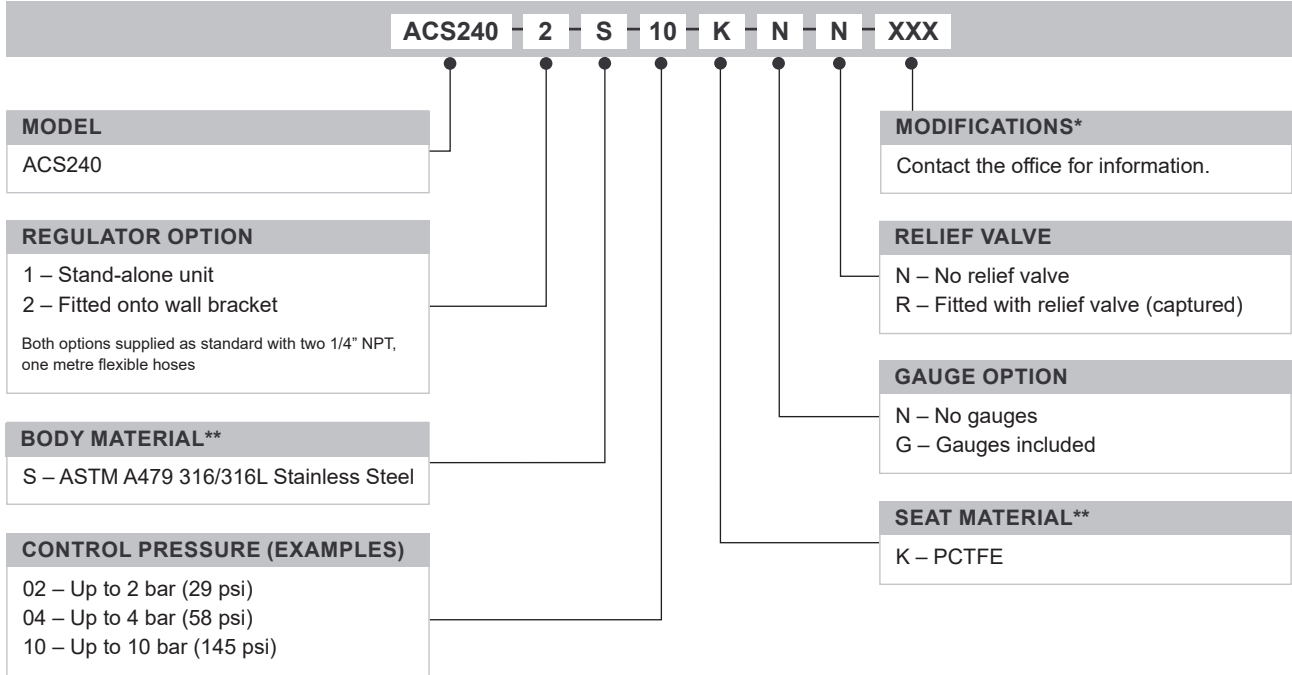 ACS240 - 2 - S - 10 - K - N - N - XXX
MODEL
ACS240
REGULATOR OPTION
1 – Stand-alone unit
2 – Fitted onto wall bracket
Both options supplied as standard with two 1/4” NPT,
one metre flexible hoses
BODY MATERIAL**
S – ASTM A479 316/316L Stainless Steel
CONTROL PRESSURE (EXAMPLES)
02 – Up to 2 bar (29 psi)
04 – Up to 4 bar (58 psi)
10 – Up to 10 bar (145 psi)
MODIFICATIONS*
Contact the office for information.
RELIEF VALVE
N – No relief valve
R – Fitted with relief valve (captured)
GAUGE OPTION
N – No gauges
G – Gauges included
SEAT MATERIAL**
K – PCTFE